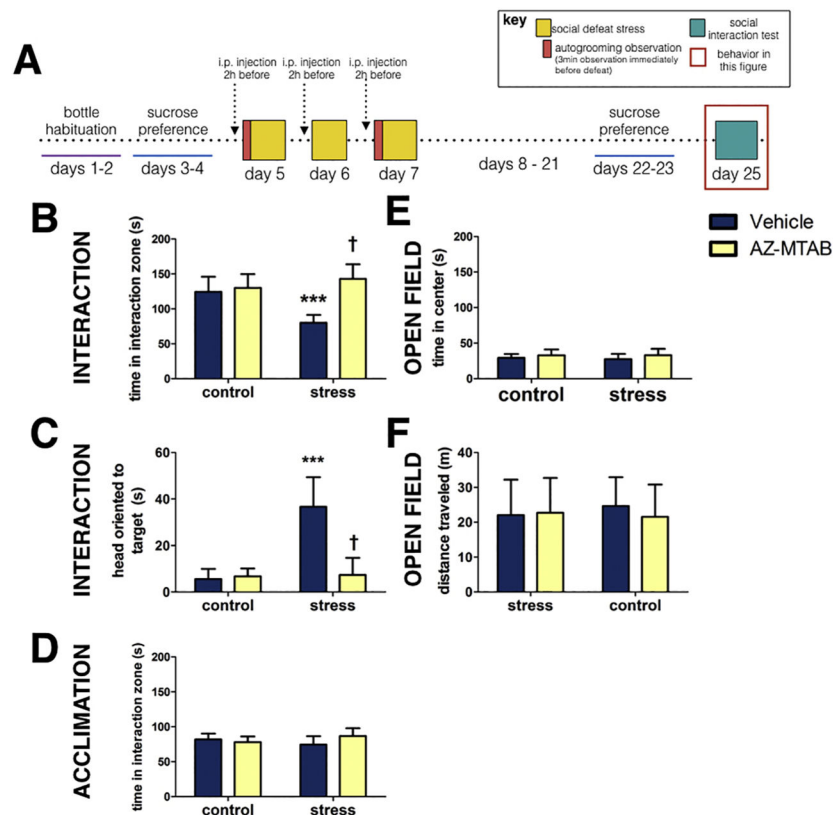 key
social defeat stress
autogrooming observation
(3min observation immediately
before defeat)
social
interaction test
behavior in
this figure
A
i.p. injection
2h before
i.p. injection
2h before
i.p. injection
2h before
bottle
habituation
sucrose
preference
sucrose
preference
days 1-2
days 3-4
day 5
day 6
day 7
days 8 - 21
days 22-23
day 25
Vehicle
AZ-MTAB
B
INTERACTION
time in interaction zone (s)
200
150
100
50
0
***
†
control
stress
E
OPEN FIELD
time in center (s)
200
150
100
50
0
control
stress
C
INTERACTION
head oriented to
target (s)
60
40
20
0
***
†
control
stress
F
OPEN FIELD
distance traveled (m)
40
30
20
10
0
stress
control
D
ACCLIMATION
time in interaction zone (s)
200
150
100
50
0
control
stress